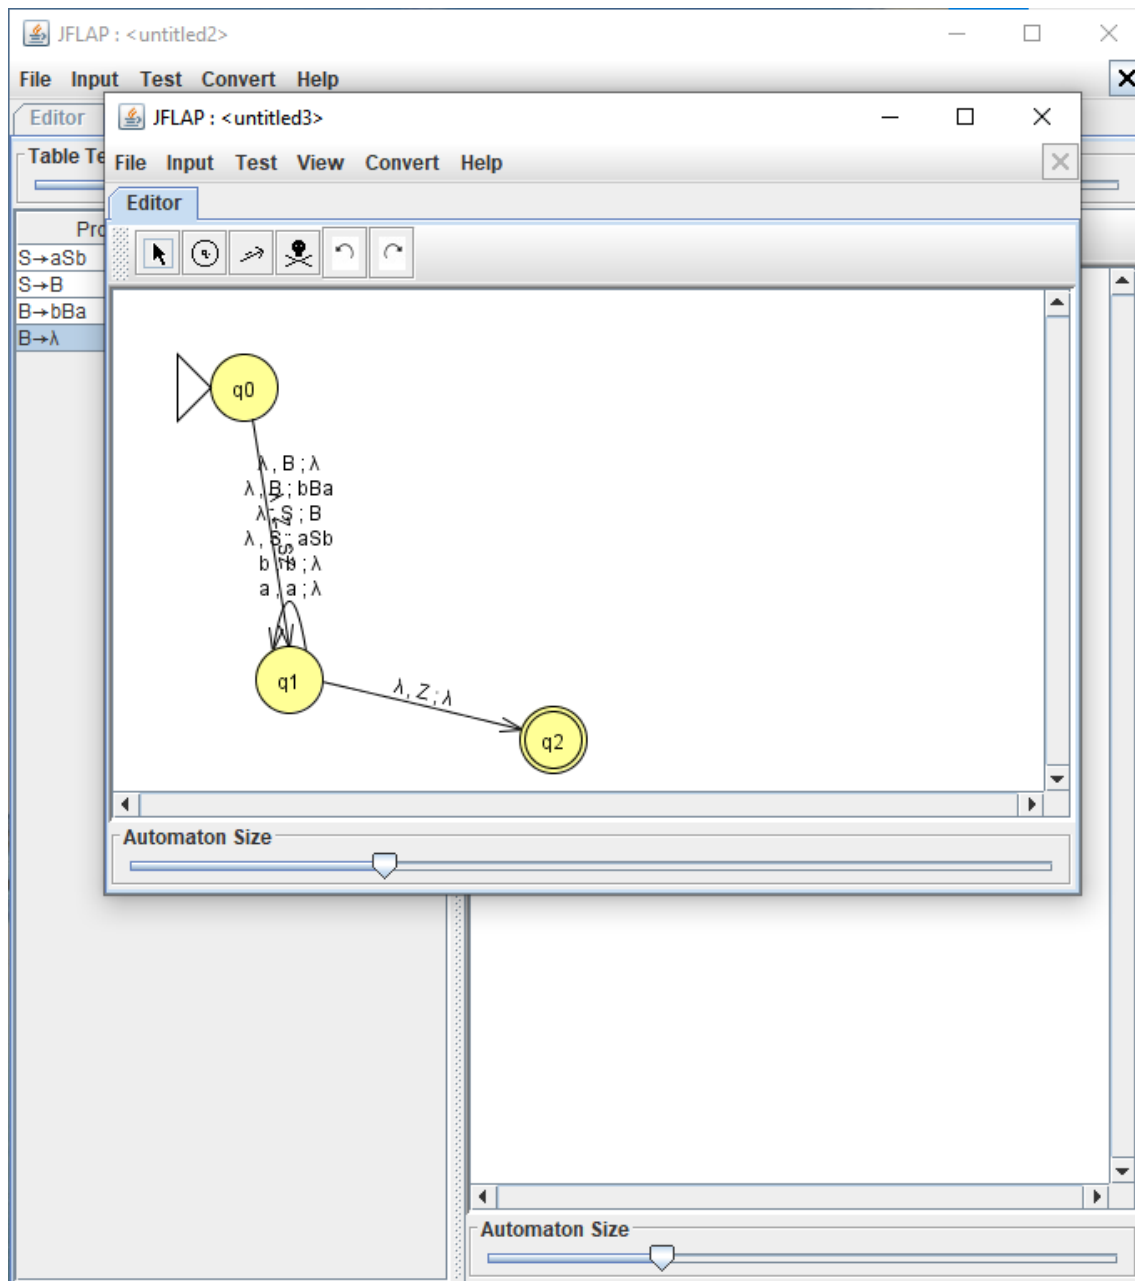 JFLAP : <untitled2>
File Input Test Convert Help
Editor
JFLAP : <untitled3>
File Input Test View Convert Help
Editor
Table Te
Pro
S→aSb
S→B
B→bBa
B→λ
q0
λ , B ; λ
λ , B ; bBa
λ , S ; B
λ , S ; aSb
b , b ; λ
a , a ; λ
q1
λ , Z ; λ
q2
Automaton Size
Automaton Size